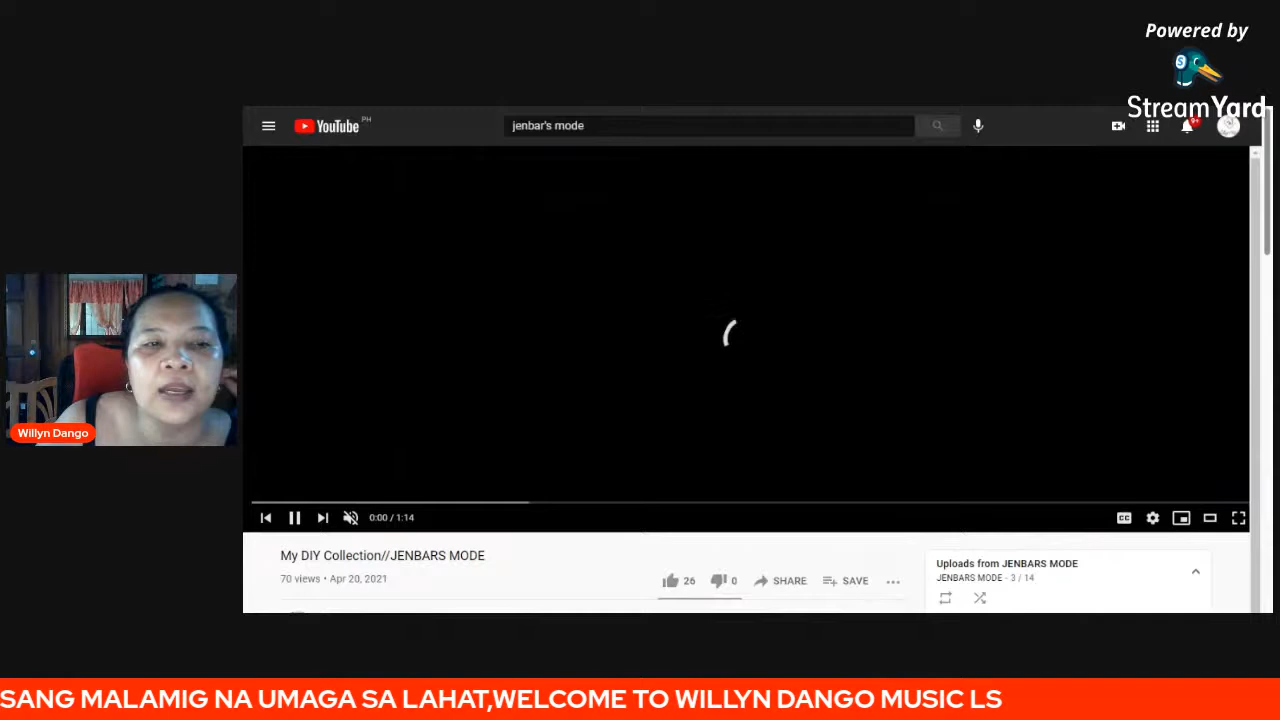 Powered by
StreamYard
YouTube PH
jenbar's mode
9+
Willyn Dango
0:00 / 1:14
CC
My DIY Collection//JENBARS MODE
70 views • Apr 20, 2021
26
0
SHARE
SAVE
Uploads from JENBARS MODE
JENBARS MODE - 3 / 14
SANG MALAMIG NA UMAGA SA LAHAT,WELCOME TO WILLYN DANGO MUSIC LS